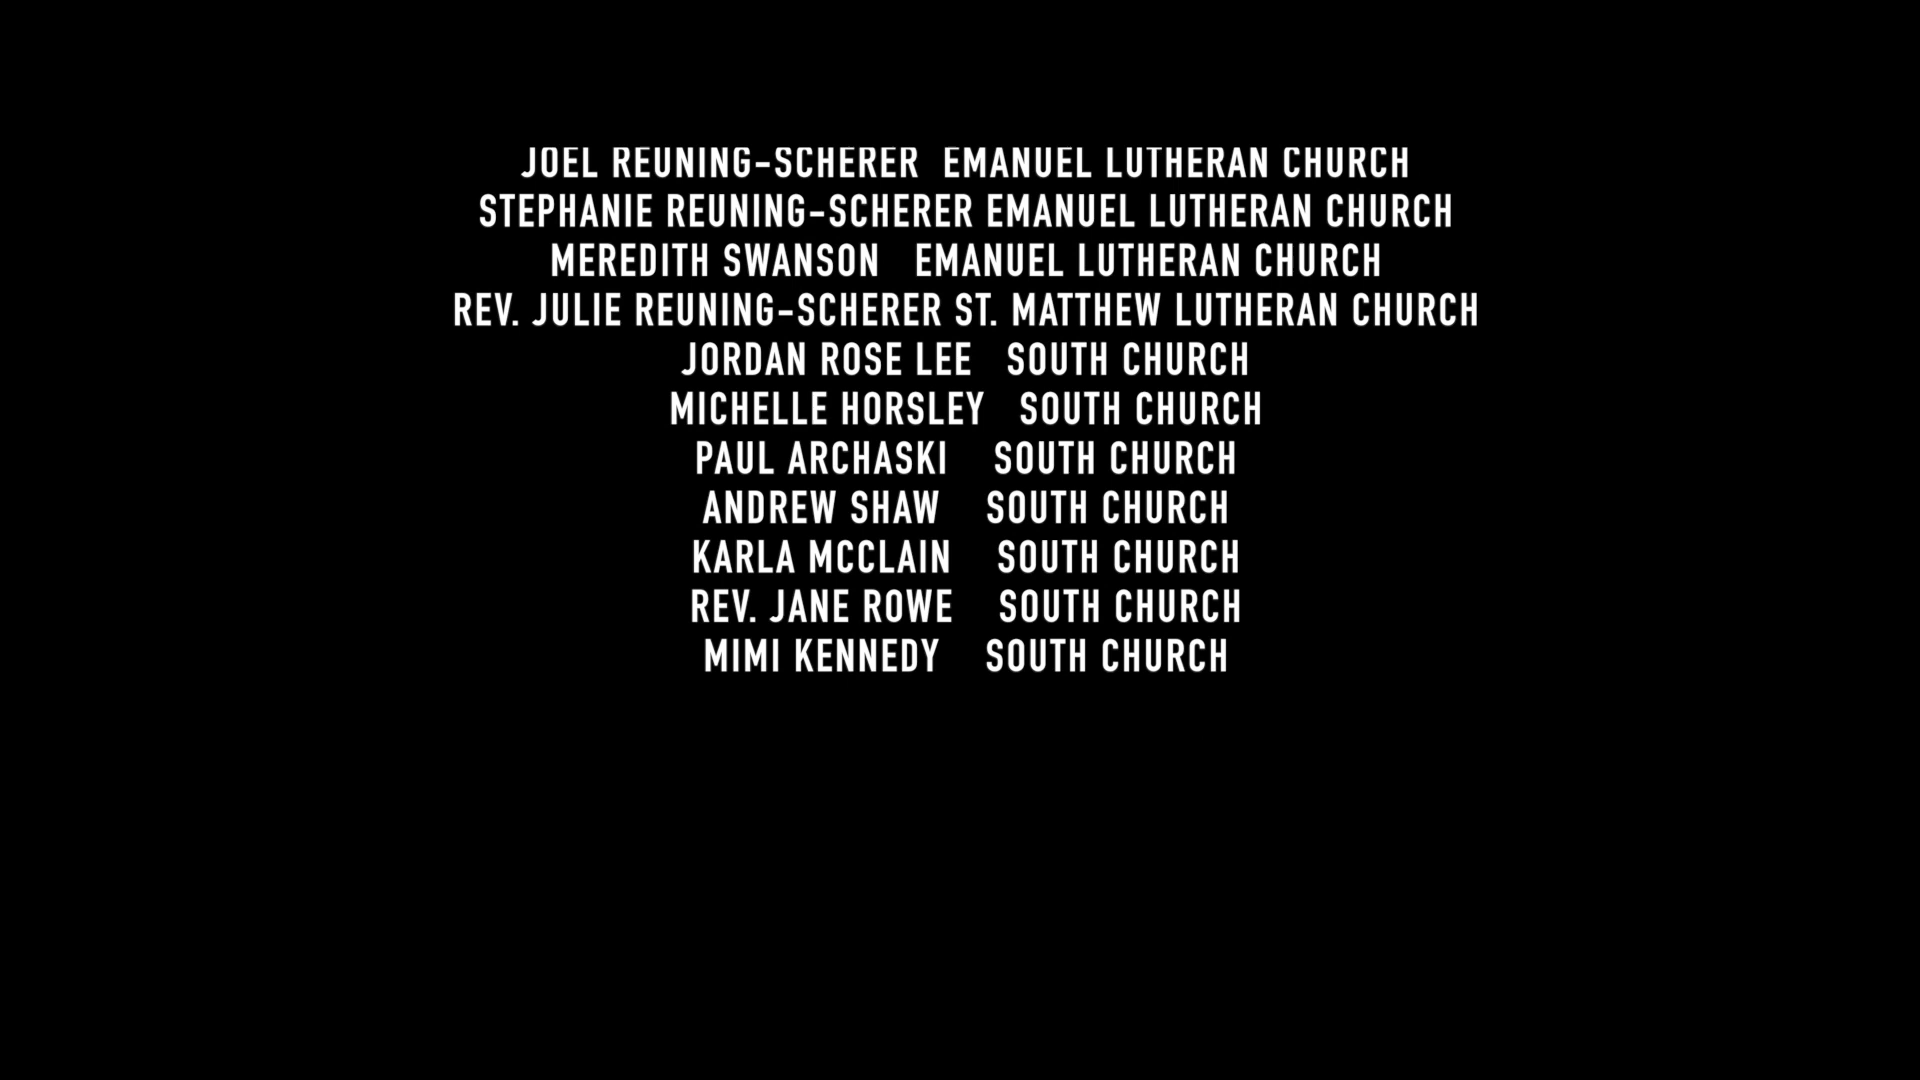 JOEL REUNING-SCHERER EMANUEL LUTHERAN CHURCH
STEPHANIE REUNING-SCHERER EMANUEL LUTHERAN CHURCH
MEREDITH SWANSON EMANUEL LUTHERAN CHURCH
REV. JULIE REUNING-SCHERER ST. MATTHEW LUTHERAN CHURCH
JORDAN ROSE LEE SOUTH CHURCH
MICHELLE HORSLEY SOUTH CHURCH
PAUL ARCHASKI SOUTH CHURCH
ANDREW SHAW SOUTH CHURCH
KARLA MCCLAIN SOUTH CHURCH
REV. JANE ROWE SOUTH CHURCH
MIMI KENNEDY SOUTH CHURCH